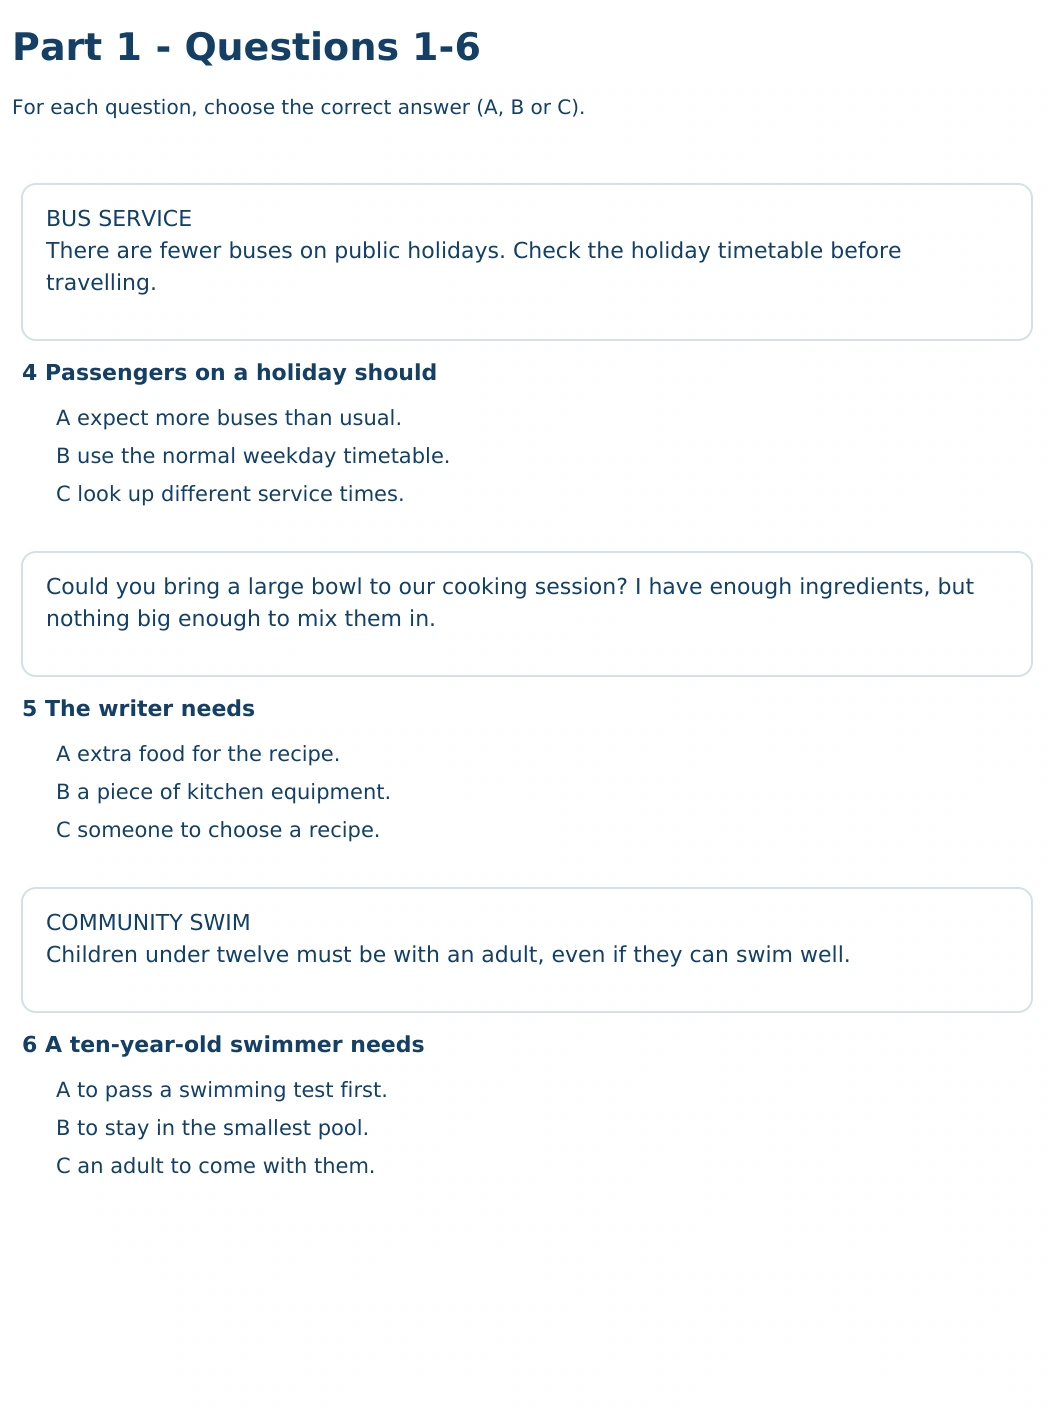 Part 1 - Questions 1-6
For each question, choose the correct answer (A, B or C).
BUS SERVICE
There are fewer buses on public holidays. Check the holiday timetable before
travelling.
4 Passengers on a holiday should
A expect more buses than usual.
B use the normal weekday timetable.
C look up different service times.
Could you bring a large bowl to our cooking session? I have enough ingredients, but
nothing big enough to mix them in.
5 The writer needs
A extra food for the recipe.
B a piece of kitchen equipment.
C someone to choose a recipe.
COMMUNITY SWIM
Children under twelve must be with an adult, even if they can swim well.
6 A ten-year-old swimmer needs
A to pass a swimming test first.
B to stay in the smallest pool.
C an adult to come with them.